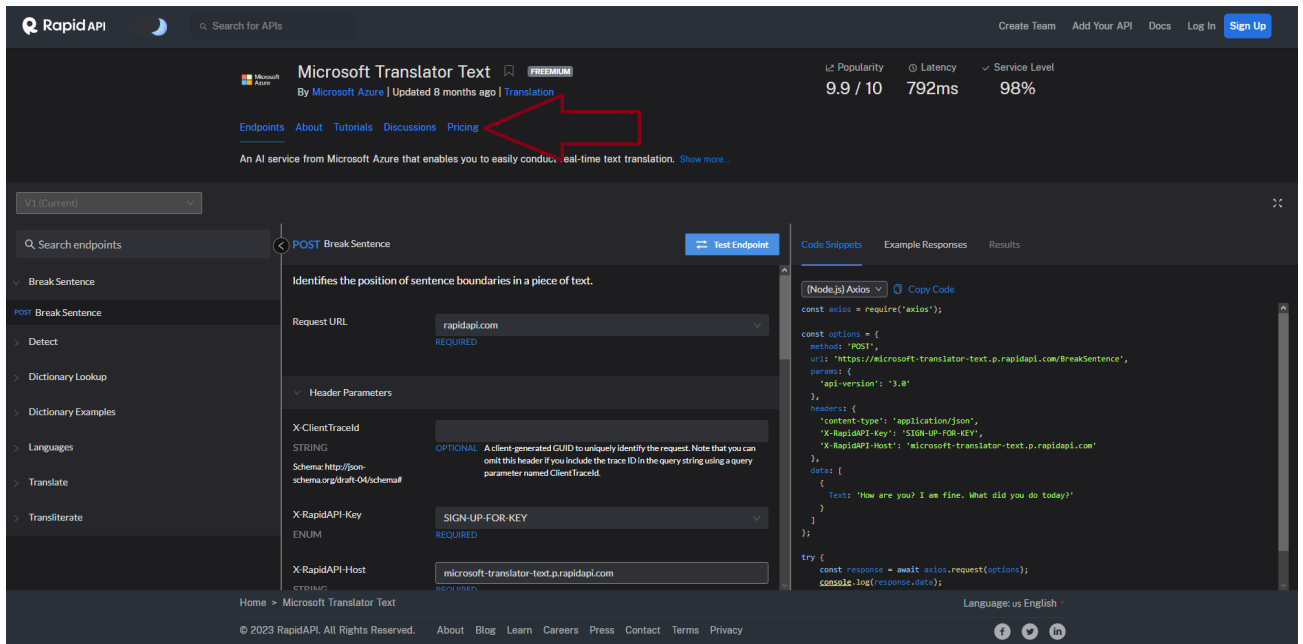 Rapid API
Search for APIs
Create Team
Add Your API
Docs
Log In
Sign Up
Microsoft Azure
Microsoft Translator Text
FREEMIUM
By Microsoft Azure | Updated 8 months ago | Translation
Popularity
9.9 / 10
Latency
792ms
Service Level
98%
Endpoints About Tutorials Discussions Pricing
An AI service from Microsoft Azure that enables you to easily conduct real-time text translation. Show more...
V1 (Current)
Search endpoints
Break Sentence
POST Break Sentence
Detect
Dictionary Lookup
Dictionary Examples
Languages
Translate
Transliterate
POST Break Sentence
Test Endpoint
Identifies the position of sentence boundaries in a piece of text.
Request URL
rapidapi.com
REQUIRED
Header Parameters
X-ClientTraceId
STRING
OPTIONAL
A client-generated GUID to uniquely identify the request. Note that you can
omit this header if you include the trace ID in the query string using a query
parameter named ClientTraceId.
Schema: http://json-
schema.org/draft-04/schema#
X-RapidAPI-Key
SIGN-UP-FOR-KEY
ENUM
REQUIRED
X-RapidAPI-Host
microsoft-translator-text.p.rapidapi.com
STRING
REQUIRED
Code Snippets
Example Responses
Results
(Node.js) Axios
Copy Code
const axios = require('axios');
const options = {
method: 'POST',
url: 'https://microsoft-translator-text.p.rapidapi.com/BreakSentence',
params: {
'api-version': '3.0'
},
headers: {
'content-type': 'application/json',
'X-RapidAPI-Key': 'SIGN-UP-FOR-KEY',
'X-RapidAPI-Host': 'microsoft-translator-text.p.rapidapi.com'
},
data: [
{
Text: 'How are you? I am fine. What did you do today?'
}
]
};
try {
const response = await axios.request(options);
console.log(response.data);
Home > Microsoft Translator Text
Language: us English
© 2023 RapidAPI. All Rights Reserved.
About Blog Learn Careers Press Contact Terms Privacy